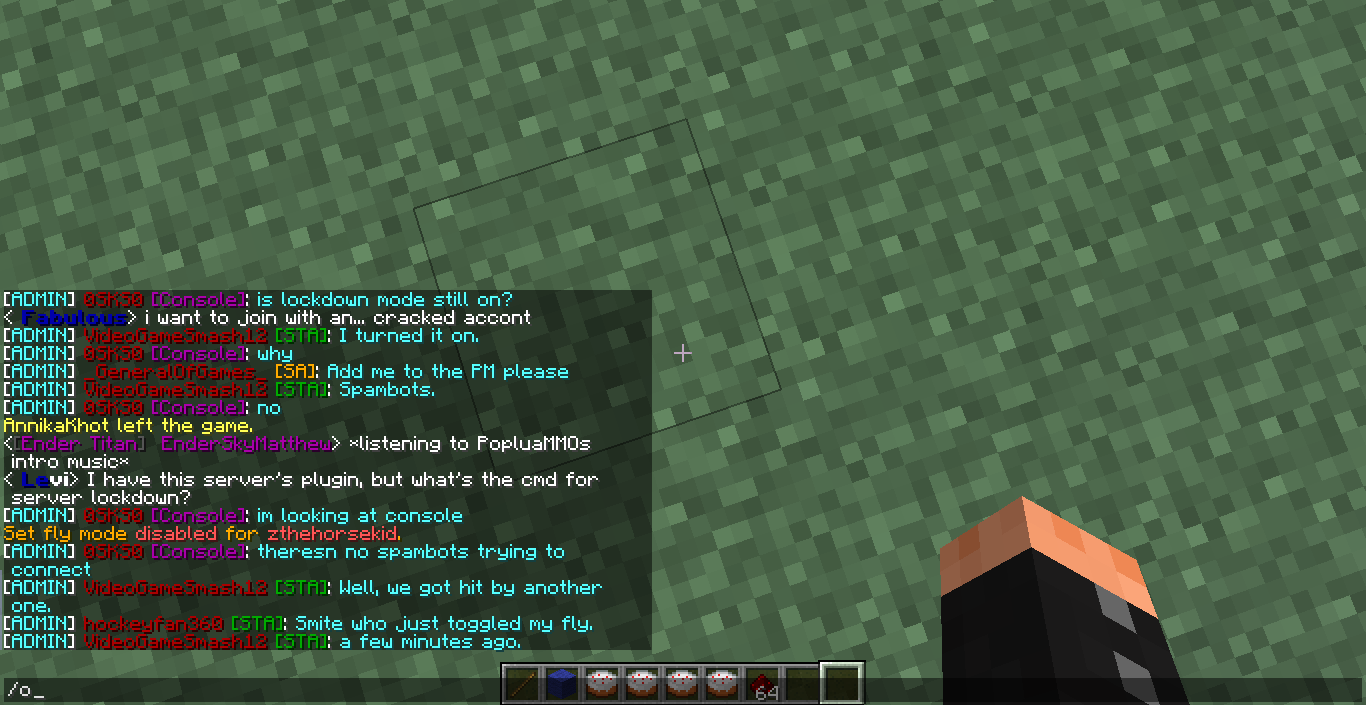 [ADMIN] 0SK50 [Console]: is lockdown mode still on?
< Fabulous> i want to join with an... cracked accont
[ADMIN] VideoGameSmash12 [STA]: I turned it on.
[ADMIN] 0SK50 [Console]: why
[ADMIN] _GeneralOfGames_ [SA]: Add me to the PM please
[ADMIN] VideoGameSmash12 [STA]: Spambots.
[ADMIN] 0SK50 [Console]: no
AnnikaKhot left the game.
<[Ender Titan] EnderSkyMatthew> *listening to PopluaMMOs
intro music*
< Levi> I have this server's plugin, but what's the cmd for
server lockdown?
[ADMIN] 0SK50 [Console]: im looking at console
Set fly mode disabled for zthehorsekid.
[ADMIN] 0SK50 [Console]: theresn no spambots trying to
connect
[ADMIN] VideoGameSmash12 [STA]: Well, we got hit by another
one.
[ADMIN] hockeyfan360 [STA]: Smite who just toggled my fly.
[ADMIN] VideoGameSmash12 [STA]: a few minutes ago.
64
/o_